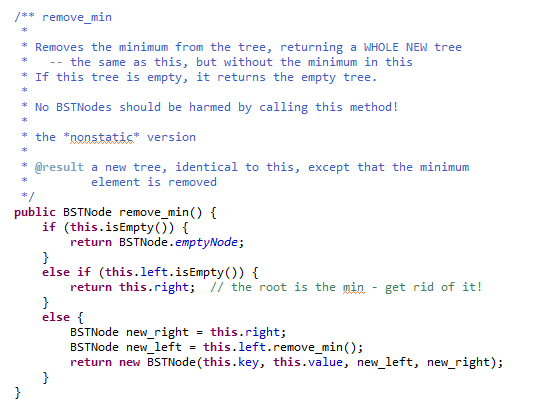 /** remove_min
 *
 * Removes the minimum from the tree, returning a WHOLE NEW tree
 *   -- the same as this, but without the minimum in this
 * If this tree is empty, it returns the empty tree.
 *
 * No BSTNodes should be harmed by calling this method!
 *
 * the *nonstatic* version
 *
 * @result a new tree, identical to this, except that the minimum
 *         element is removed
 */
public BSTNode remove_min() {
    if (this.isEmpty()) {
        return BSTNode.emptyNode;
    }
    else if (this.left.isEmpty()) {
        return this.right;  // the root is the min - get rid of it!
    }
    else {
        BSTNode new_right = this.right;
        BSTNode new_left = this.left.remove_min();
        return new BSTNode(this.key, this.value, new_left, new_right);
    }
}